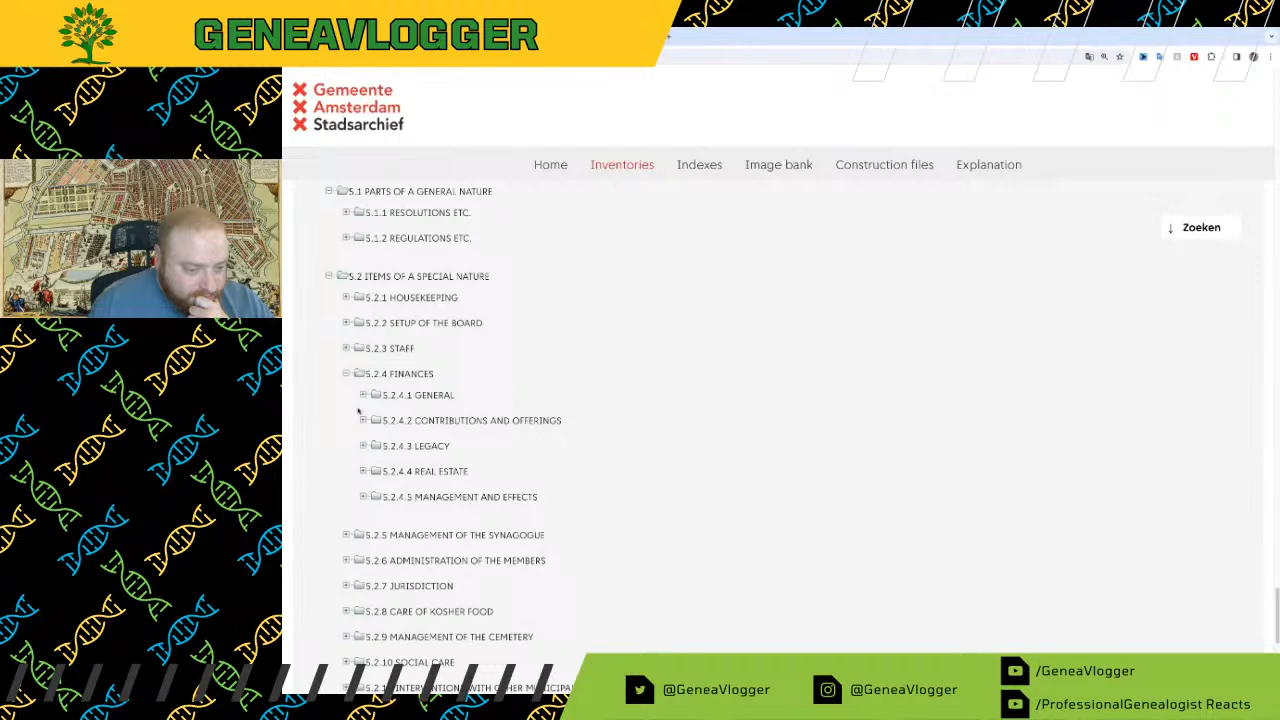 GENEAVLOGGER
Gemeente
Amsterdam
Stadsarchief
Home Inventories Indexes Image bank Construction files Explanation
5.1 PARTS OF A GENERAL NATURE
5.1.1 RESOLUTIONS ETC.
5.1.2 REGULATIONS ETC.
↓ Zoeken
5.2 ITEMS OF A SPECIAL NATURE
5.2.1 HOUSEKEEPING
5.2.2 SETUP OF THE BOARD
5.2.3 STAFF
5.2.4 FINANCES
5.2.4.1 GENERAL
5.2.4.2 CONTRIBUTIONS AND OFFERINGS
5.2.4.3 LEGACY
5.2.4.4 REAL ESTATE
5.2.4.5 MANAGEMENT AND EFFECTS
5.2.5 MANAGEMENT OF THE SYNAGOGUE
5.2.6 ADMINISTRATION OF THE MEMBERS
5.2.7 JURISDICTION
5.2.8 CARE OF KOSHER FOOD
5.2.9 MANAGEMENT OF THE CEMETERY
5.2.10 SOCIAL CARE
WITH OTHER
@GeneaVlogger @GeneaVlogger /GeneaVlogger
/ProfessionalGenealogist Reacts